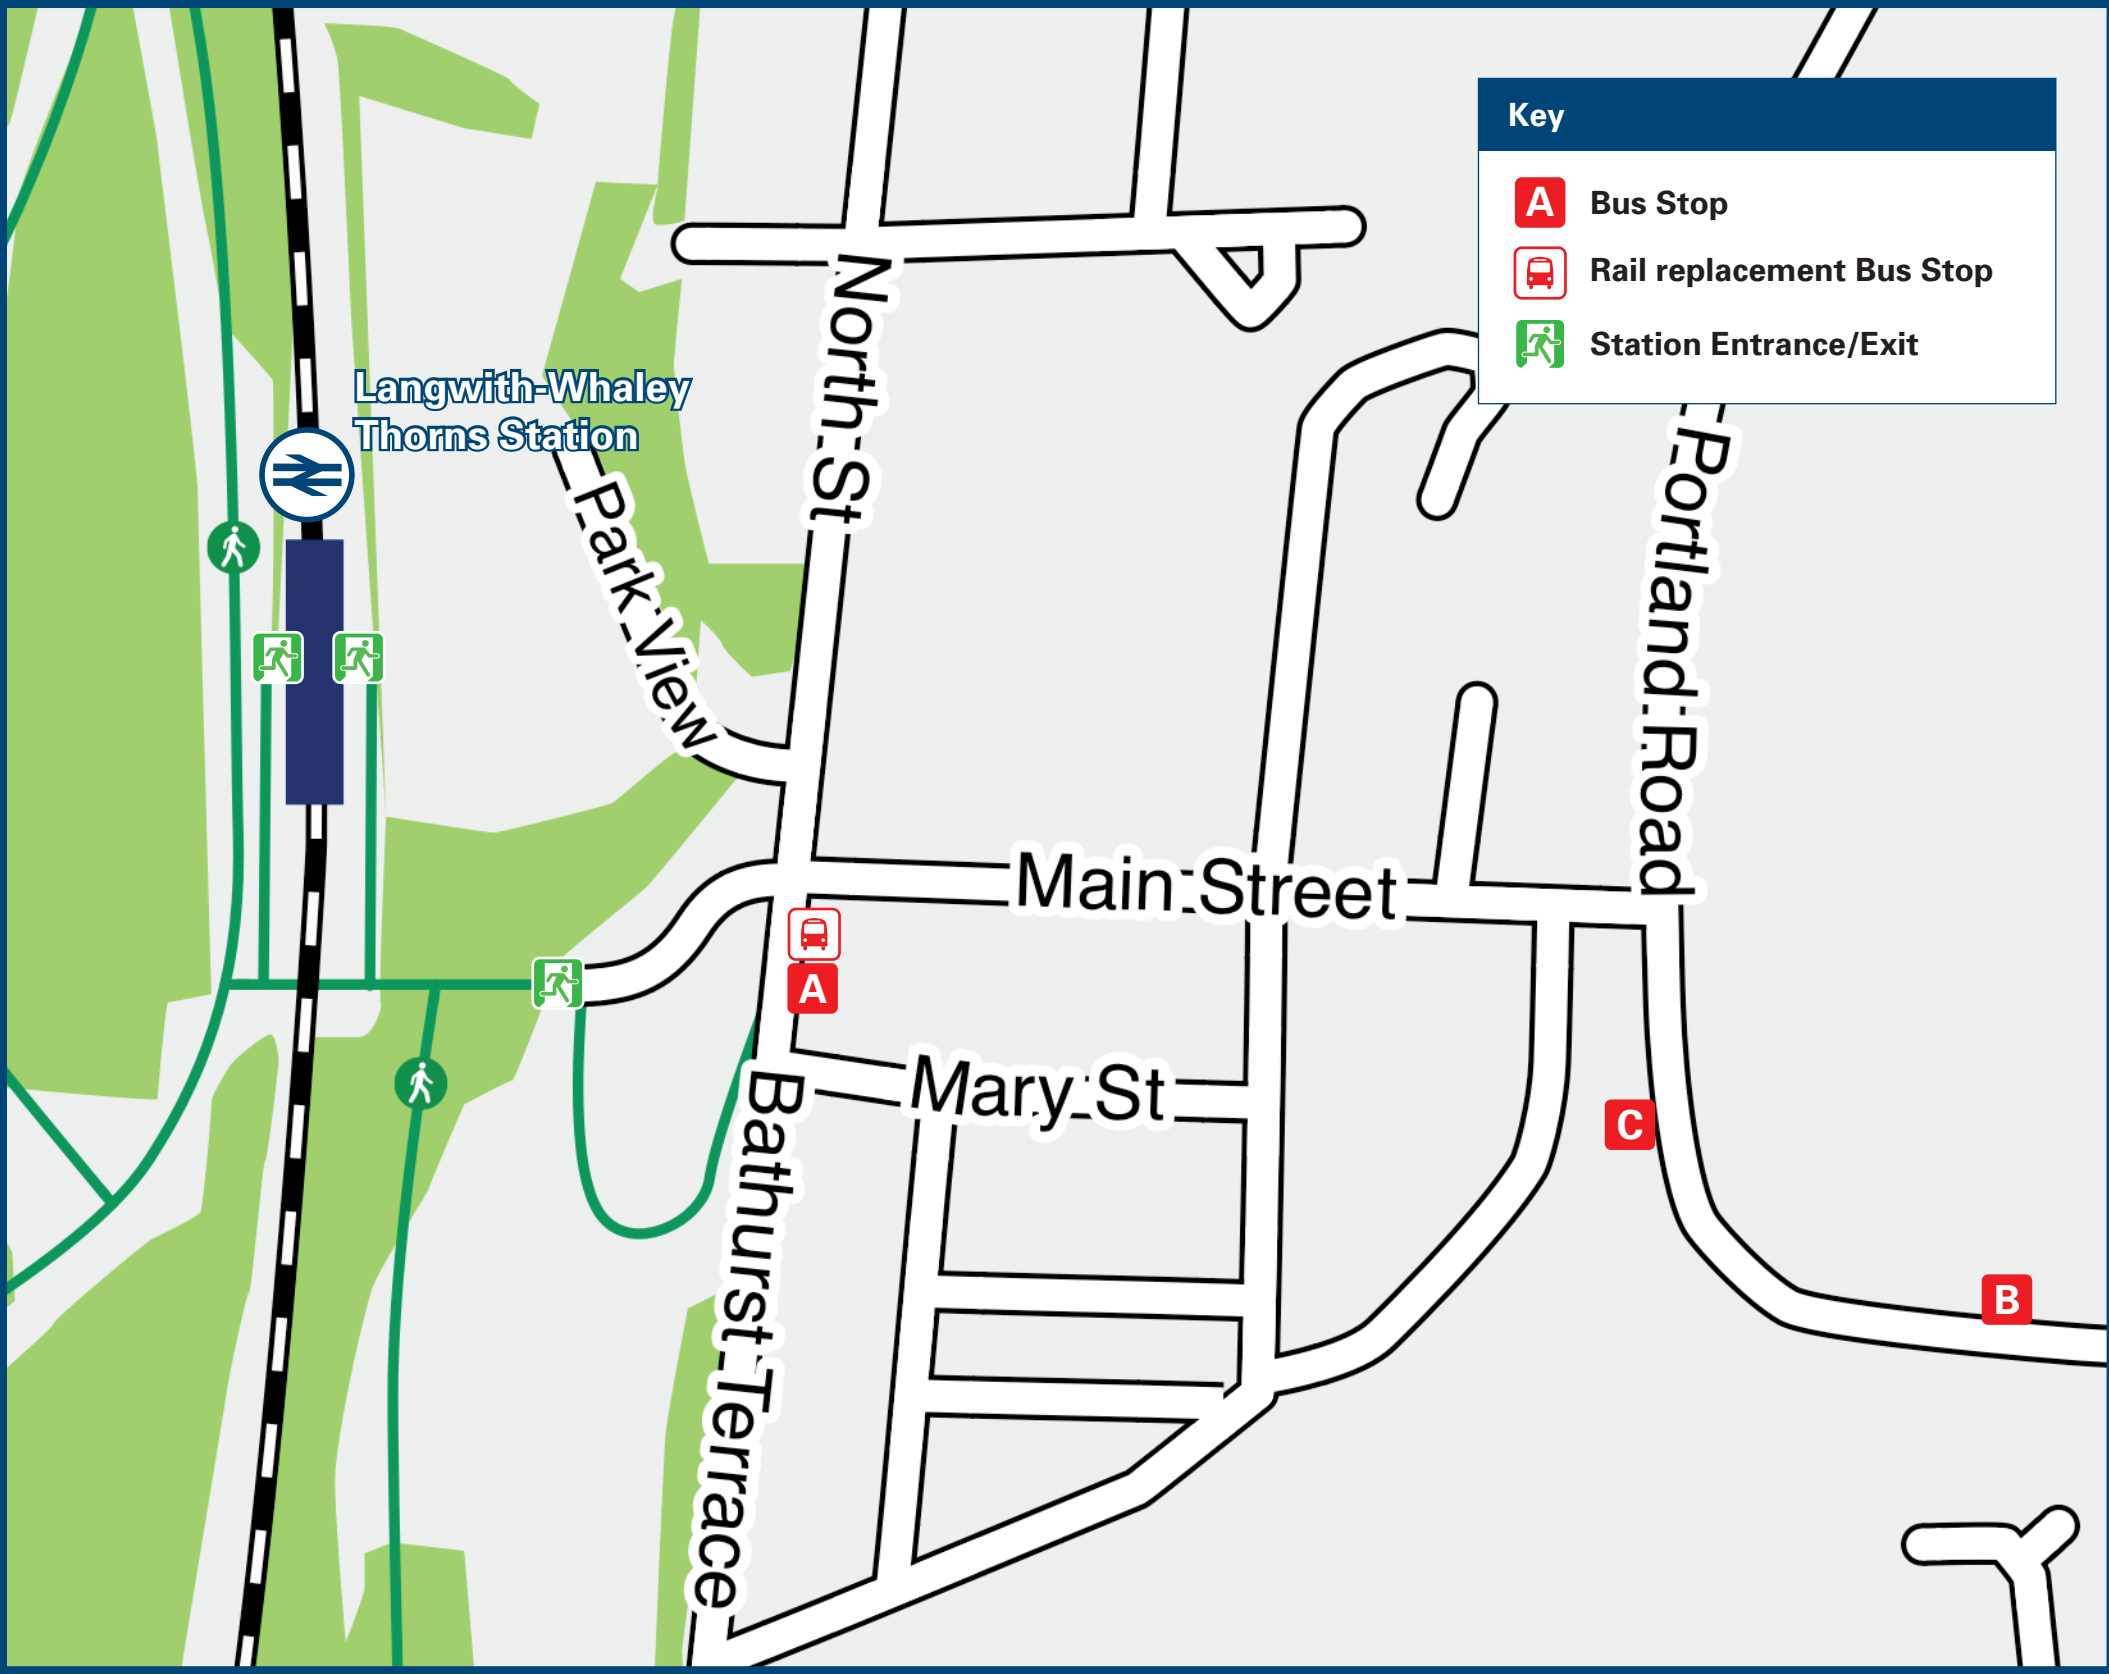 Key
A Bus Stop
Rail replacement Bus Stop
Station Entrance/Exit
Langwith-Whaley
Thorns Station
North St
Park View
Portland Road
Main Street
A
Mary St
C
Bathurst Terrace
B